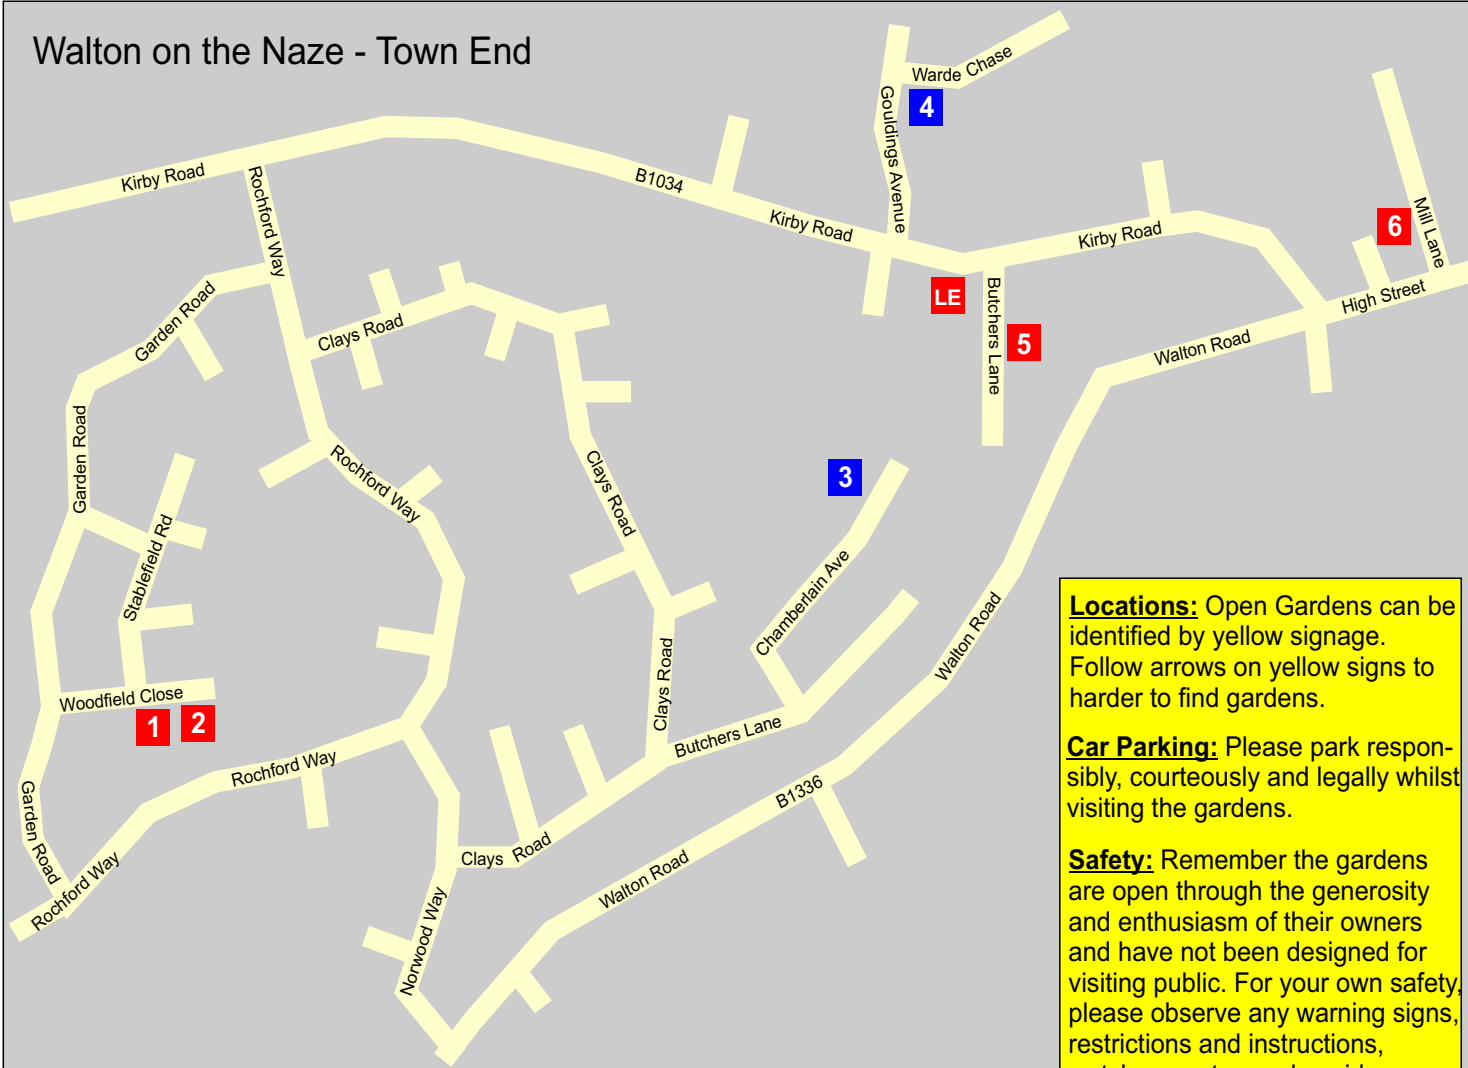 Walton on the Naze - Town End
Warde Chase
4
Gouldings Avenue
Kirby Road
Rochford Way
B1034
Kirby Road
Kirby Road
Mill Lane
6
High Street
LE
Butchers Lane
5
Walton Road
Garden Road
Clays Road
Garden Road
Rochford Way
Clays Road
3
Stablefield Rd
Chamberlain Ave
Walton Road
Woodfield Close
1
2
Clays Road
Butchers Lane
Rochford Way
B1336
Garden Road
Rochford Way
Clays Road
Walton Road
Norwood Way
Locations: Open Gardens can be
identified by yellow signage.
Follow arrows on yellow signs to
harder to find gardens.
Car Parking: Please park respon-
sibly, courteously and legally whilst
visiting the gardens.
Safety: Remember the gardens
are open through the generosity
and enthusiasm of their owners
and have not been designed for
visiting public. For your own safety,
please observe any warning signs,
restrictions and instructions,